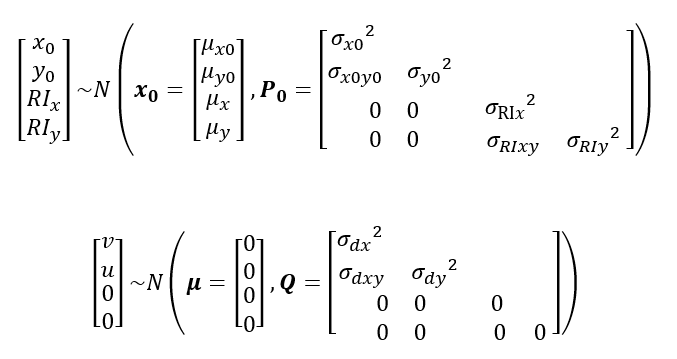 [x₀ y₀ RIₓ RI_y] ~N ( x₀ = [μₓ₀ μ_y0 μₓ μ_y] , P₀ = [σₓ₀² ; σ_x0y0 σ_y0² ; 0 0 σ_RIx² ; 0 0 σ_RIxy σ_RIy²] )
[v u 0 0] ~N ( μ = [0 0 0 0] , Q = [σ_dx² ; σ_dxy σ_dy² ; 0 0 0 ; 0 0 0 0] )